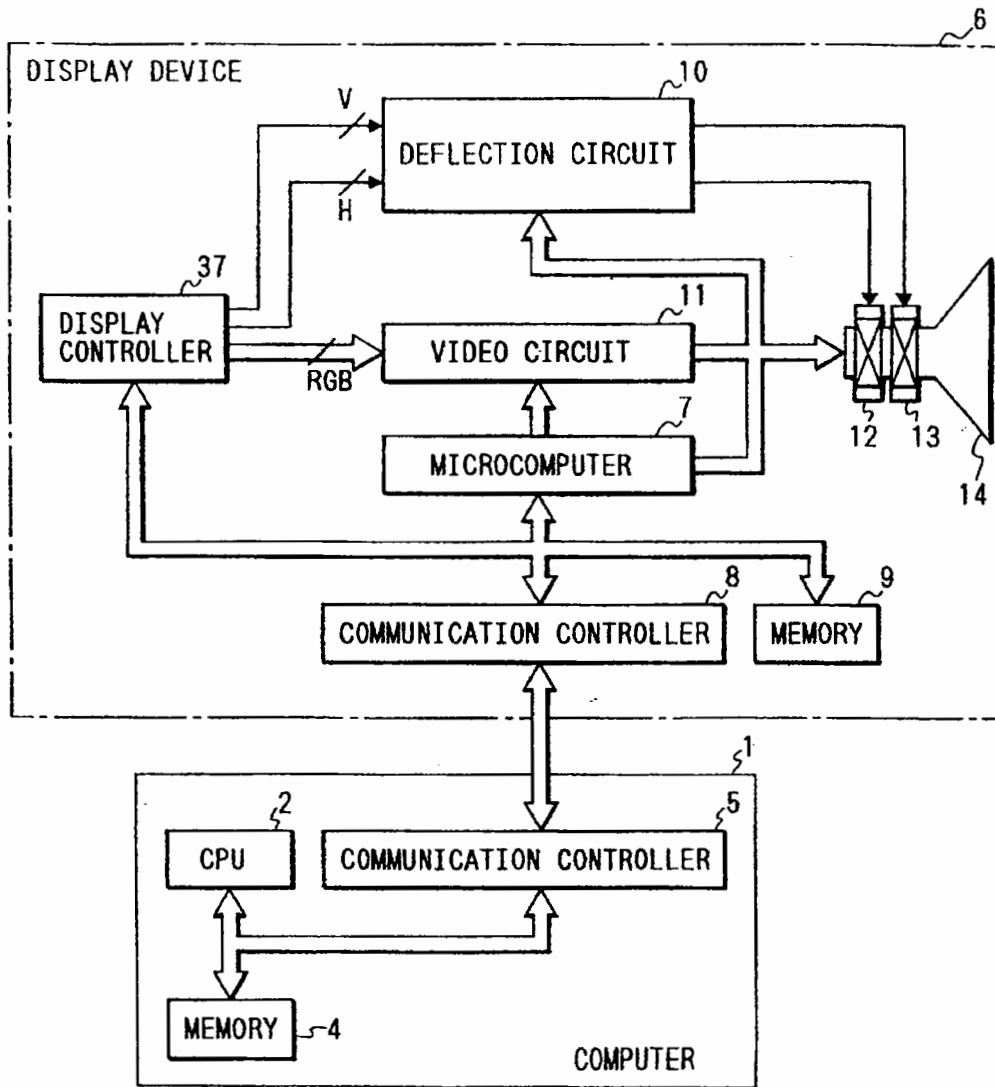 6
DISPLAY DEVICE
10
V
DEFLECTION CIRCUIT
H
37
DISPLAY
CONTROLLER
11
VIDEO CIRCUIT
RGB
7
MICROCOMPUTER
12
13
14
8
COMMUNICATION CONTROLLER
9
MEMORY
1
2
CPU
5
COMMUNICATION CONTROLLER
MEMORY
4
COMPUTER